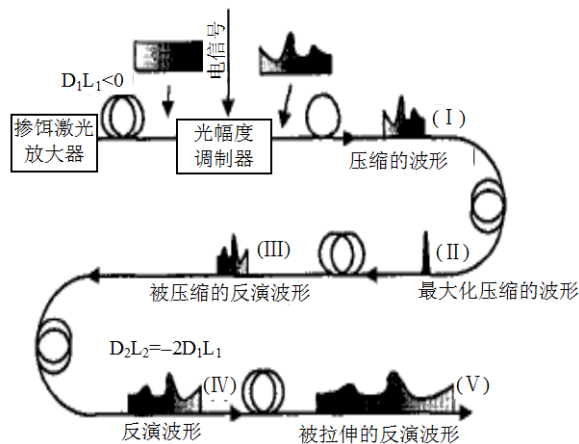 D₁L₁<0
电信号
掺饵激光
放大器
光幅度
调制器
(Ⅰ)
压缩的波形
(Ⅱ)
最大化压缩的波形
(Ⅲ)
被压缩的反演波形
D₂L₂=−2D₁L₁
(Ⅳ)
反演波形
(Ⅴ)
被拉伸的反演波形